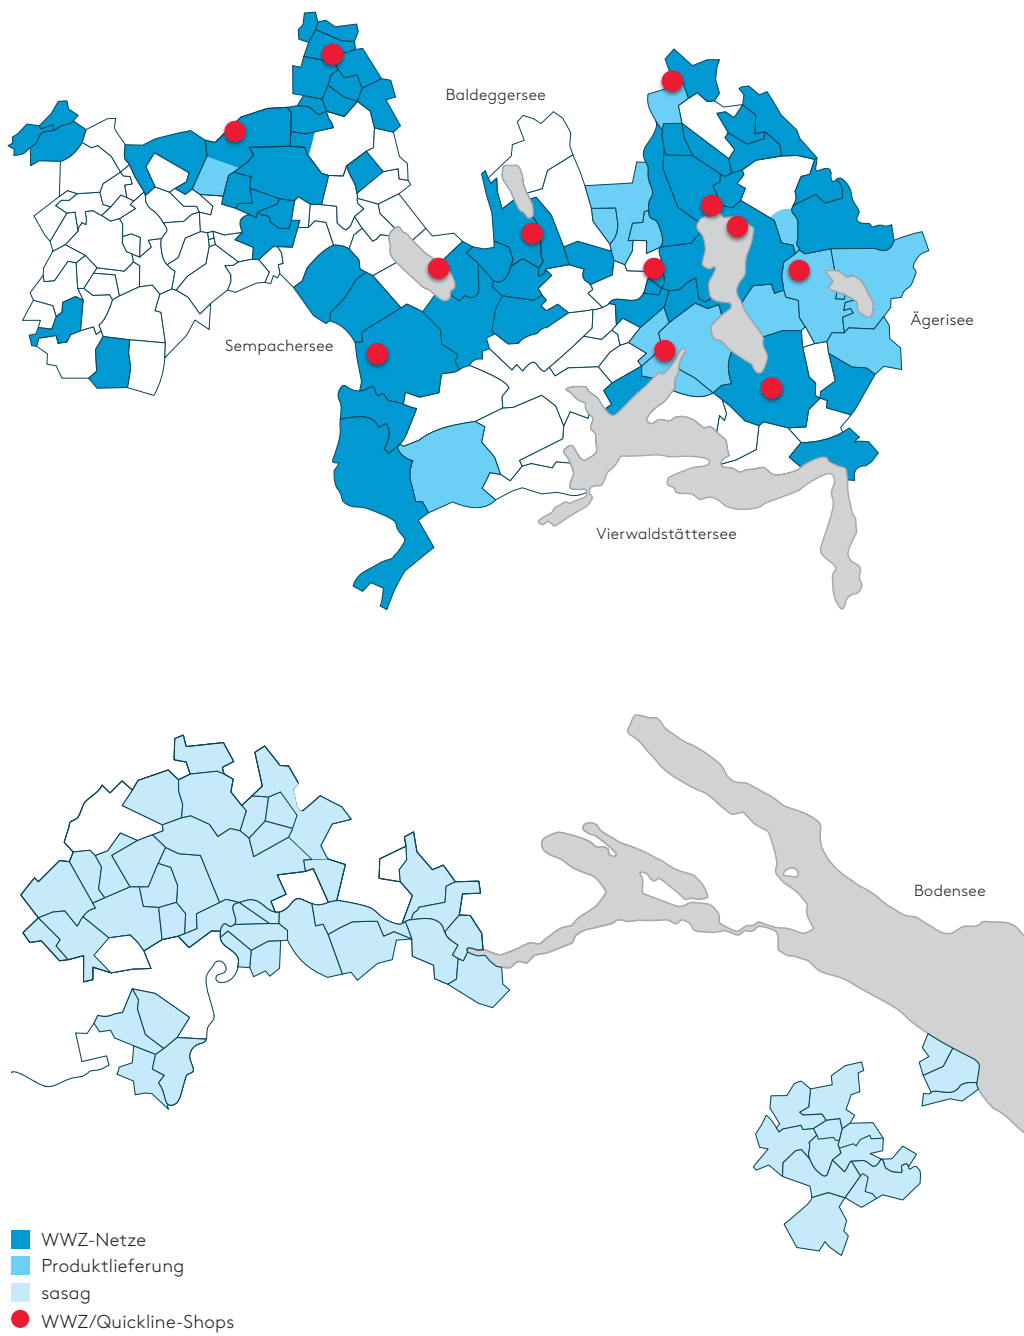 Baldeggersee
Ägerisee
Sempachersee
Vierwaldstättersee
Bodensee
WWZ-Netze
Produktlieferung
sasag
WWZ/Quickline-Shops